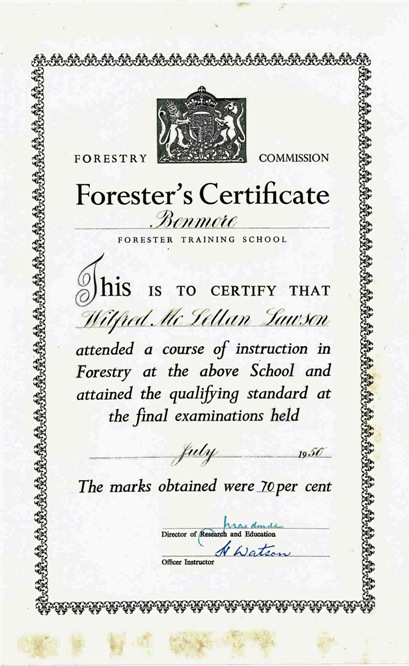 FORESTRY COMMISSION
Forester's Certificate
Benmore
FORESTER TRAINING SCHOOL
This IS TO CERTIFY THAT
Wilfred Mc Lellan Lawson
attended a course of instruction in
Forestry at the above School and
attained the qualifying standard at
the final examinations held
July 1950
The marks obtained were 70 per cent
Director of Research and Education
H Watson
Officer Instructor